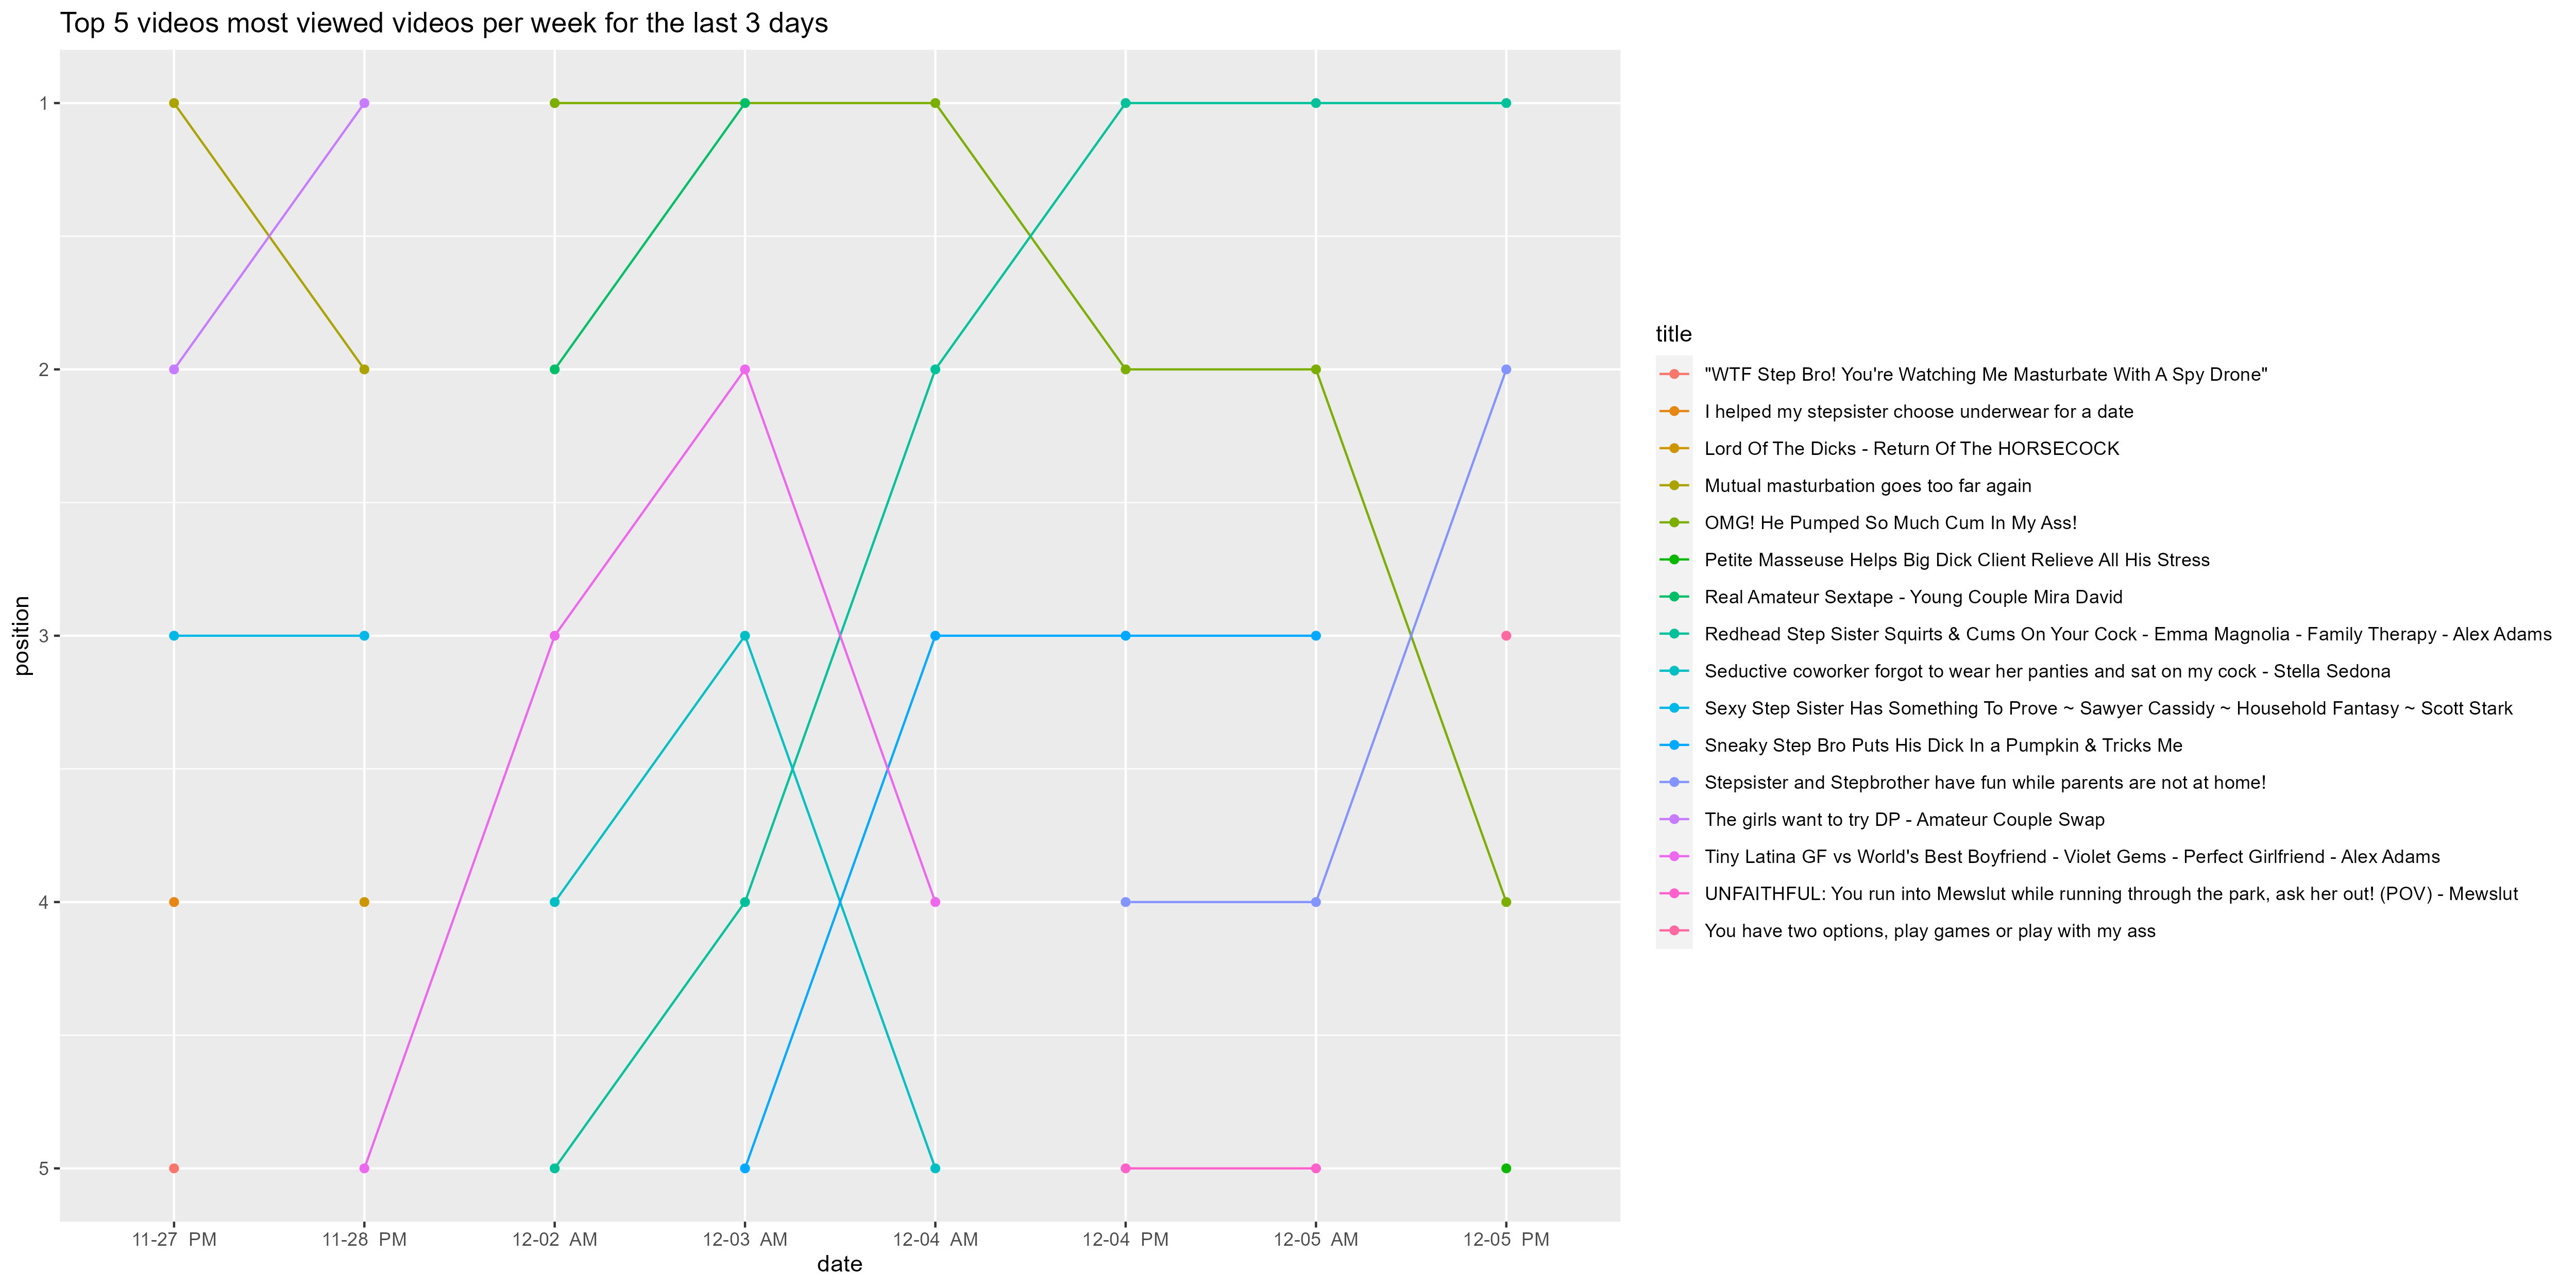 Top 5 videos most viewed videos per week for the last 3 days
position
1
2
3
4
5
11-27 PM
11-28 PM
12-02 AM
12-03 AM
12-04 AM
12-04 PM
12-05 AM
12-05 PM
date
title
"WTF Step Bro! You're Watching Me Masturbate With A Spy Drone"
I helped my stepsister choose underwear for a date
Lord Of The Dicks - Return Of The HORSECOCK
Mutual masturbation goes too far again
OMG! He Pumped So Much Cum In My Ass!
Petite Masseuse Helps Big Dick Client Relieve All His Stress
Real Amateur Sextape - Young Couple Mira David
Redhead Step Sister Squirts & Cums On Your Cock - Emma Magnolia - Family Therapy - Alex Adams
Seductive coworker forgot to wear her panties and sat on my cock - Stella Sedona
Sexy Step Sister Has Something To Prove ~ Sawyer Cassidy ~ Household Fantasy ~ Scott Stark
Sneaky Step Bro Puts His Dick In a Pumpkin & Tricks Me
Stepsister and Stepbrother have fun while parents are not at home!
The girls want to try DP - Amateur Couple Swap
Tiny Latina GF vs World's Best Boyfriend - Violet Gems - Perfect Girlfriend - Alex Adams
UNFAITHFUL: You run into Mewslut while running through the park, ask her out! (POV) - Mewslut
You have two options, play games or play with my ass